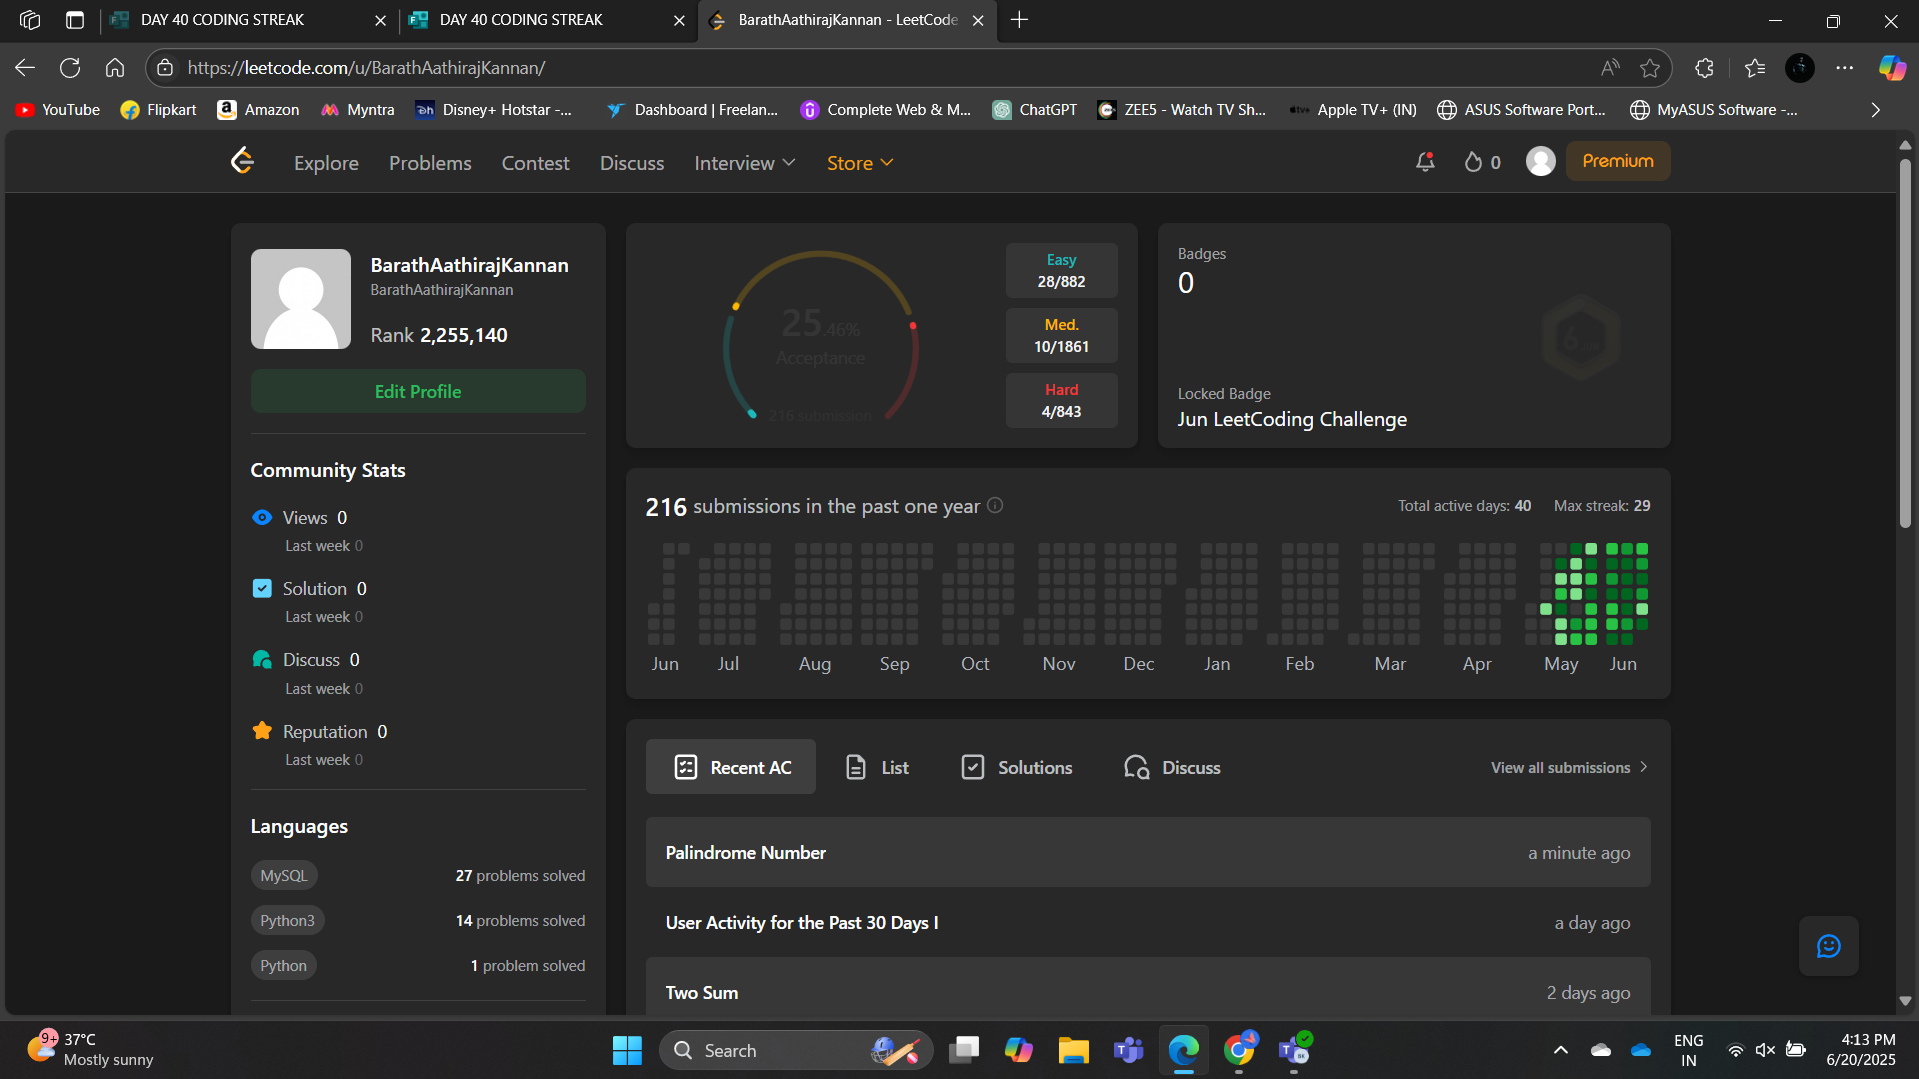 DAY 40 CODING STREAK
DAY 40 CODING STREAK
BarathAathirajKannan - LeetCode
https://leetcode.com/u/BarathAathirajKannan/
YouTube
Flipkart
Amazon
Myntra
Disney+ Hotstar -...
Dashboard | Freelan...
Complete Web & M...
ChatGPT
ZEE5 - Watch TV Sh...
Apple TV+ (IN)
ASUS Software Port...
MyASUS Software -...
Explore
Problems
Contest
Discuss
Interview
Store
0
Premium
BarathAathirajKannan
BarathAathirajKannan
Rank 2,255,140
Edit Profile
Community Stats
Views 0
Last week 0
Solution 0
Last week 0
Discuss 0
Last week 0
Reputation 0
Last week 0
Languages
MySQL 27 problems solved
Python3 14 problems solved
Python 1 problem solved
25.46%
Acceptance
216 submission
Easy
28/882
Med.
10/1861
Hard
4/843
Badges
0
Locked Badge
Jun LeetCoding Challenge
216 submissions in the past one year
Total active days: 40 Max streak: 29
Jun Jul Aug Sep Oct Nov Dec Jan Feb Mar Apr May Jun
Recent AC
List
Solutions
Discuss
View all submissions
Palindrome Number a minute ago
User Activity for the Past 30 Days I a day ago
Two Sum 2 days ago
9+
37°C
Mostly sunny
Search
ENG
IN
4:13 PM
6/20/2025